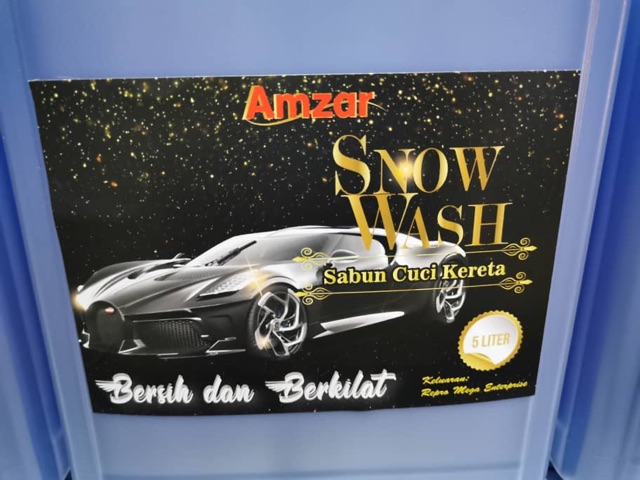 Amzar
SNOW
WASH
Sabun Cuci Kereta
5 LITER
Bersih dan Berkilat
Keluaran:
Repro Mega Enterprise